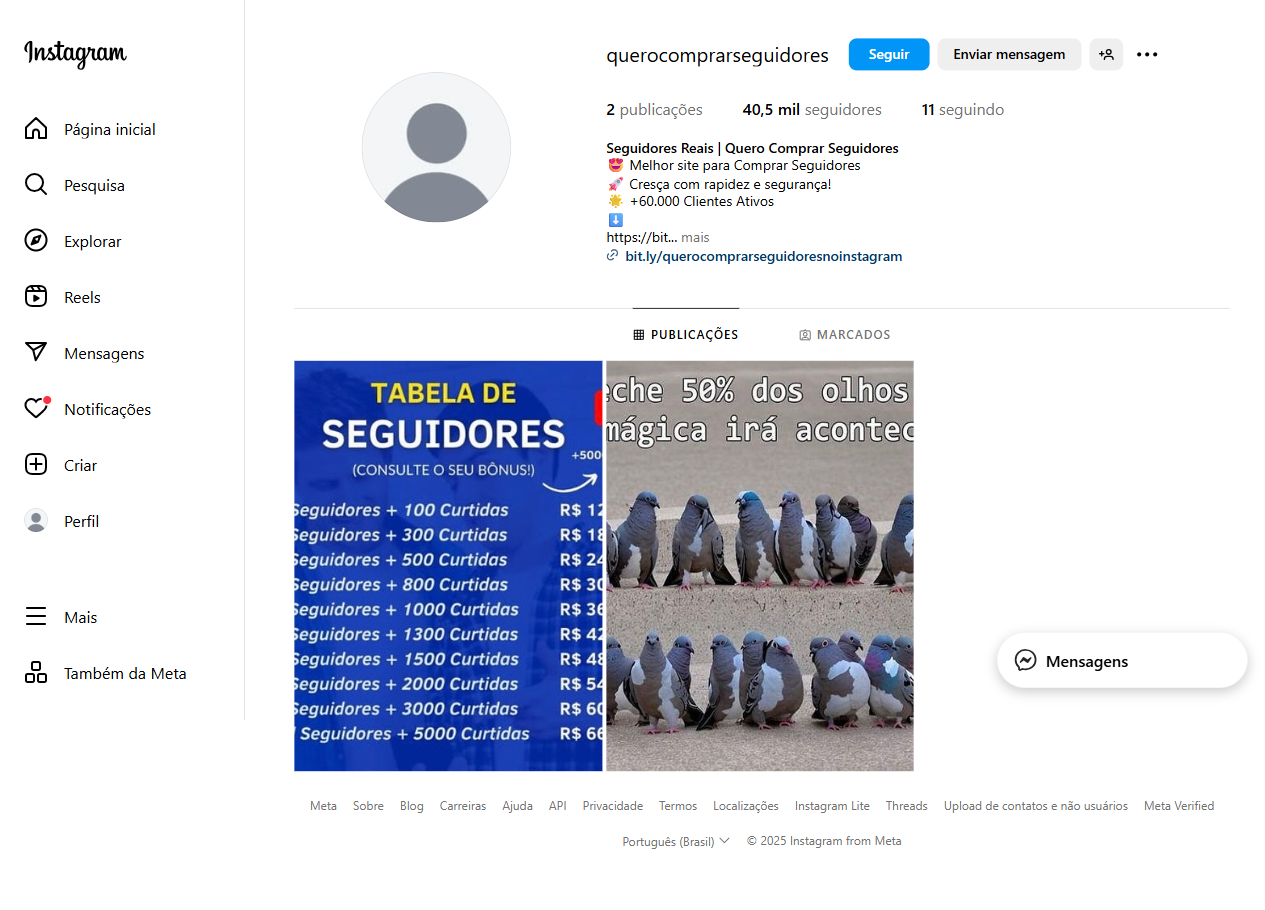 Instagram
Página inicial
Pesquisa
Explorar
Reels
Mensagens
Notificações
Criar
Perfil
Mais
Também da Meta
querocomprarseguidores
Seguir
Enviar mensagem
2 publicações
40,5 mil seguidores
11 seguindo
Seguidores Reais | Quero Comprar Seguidores
😍 Melhor site para Comprar Seguidores
🚀 Cresça com rapidez e segurança!
🌟 +60.000 Clientes Ativos
⬇️
https://bit... mais
bit.ly/querocomprarseguidoresnoinstagram
PUBLICAÇÕES
MARCADOS
TABELA DE
SEGUIDORES
(CONSULTE O SEU BÔNUS!)
+500
Seguidores + 100 Curtidas R$ 12
Seguidores + 300 Curtidas R$ 18
Seguidores + 500 Curtidas R$ 24
Seguidores + 800 Curtidas R$ 30
Seguidores + 1000 Curtidas R$ 36
Seguidores + 1300 Curtidas R$ 42
Seguidores + 1500 Curtidas R$ 48
Seguidores + 2000 Curtidas R$ 54
Seguidores + 3000 Curtidas R$ 60
Seguidores + 5000 Curtidas R$ 66
eche 50% dos olhos
mágica irá acontec
Mensagens
Meta Sobre Blog Carreiras Ajuda API Privacidade Termos Localizações Instagram Lite Threads Upload de contatos e não usuários Meta Verified
Português (Brasil) © 2025 Instagram from Meta